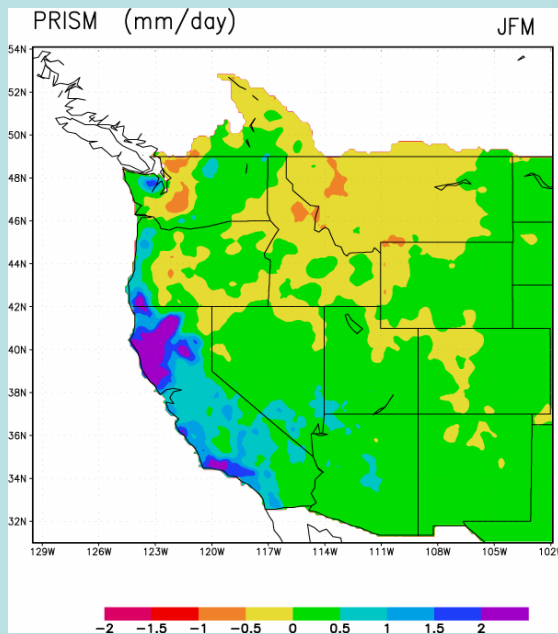 PRISM (mm/day) JFM
54N
52N
50N
48N
46N
44N
42N
40N
38N
36N
34N
32N
129W 126W 123W 120W 117W 114W 111W 108W 105W 102W
-2 -1.5 -1 -0.5 0 0.5 1 1.5 2